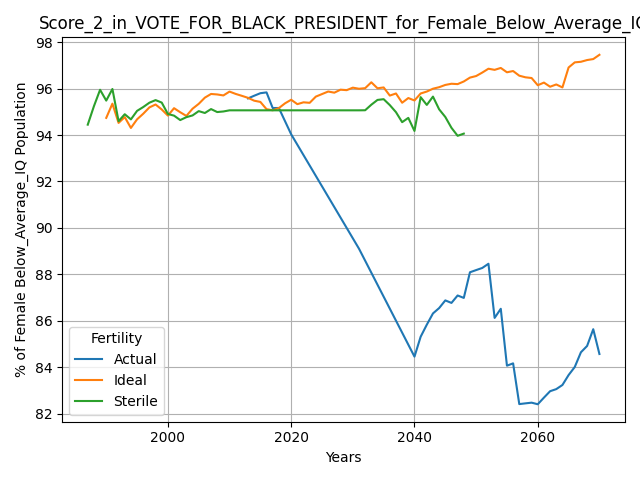 Score_2_in_VOTE_FOR_BLACK_PRESIDENT_for_Female_Below_Average_IQ
% of Female Below_Average_IQ Population
98
96
94
92
90
88
86
84
82
Fertility
Actual
Ideal
Sterile
2000
2020
2040
2060
Years